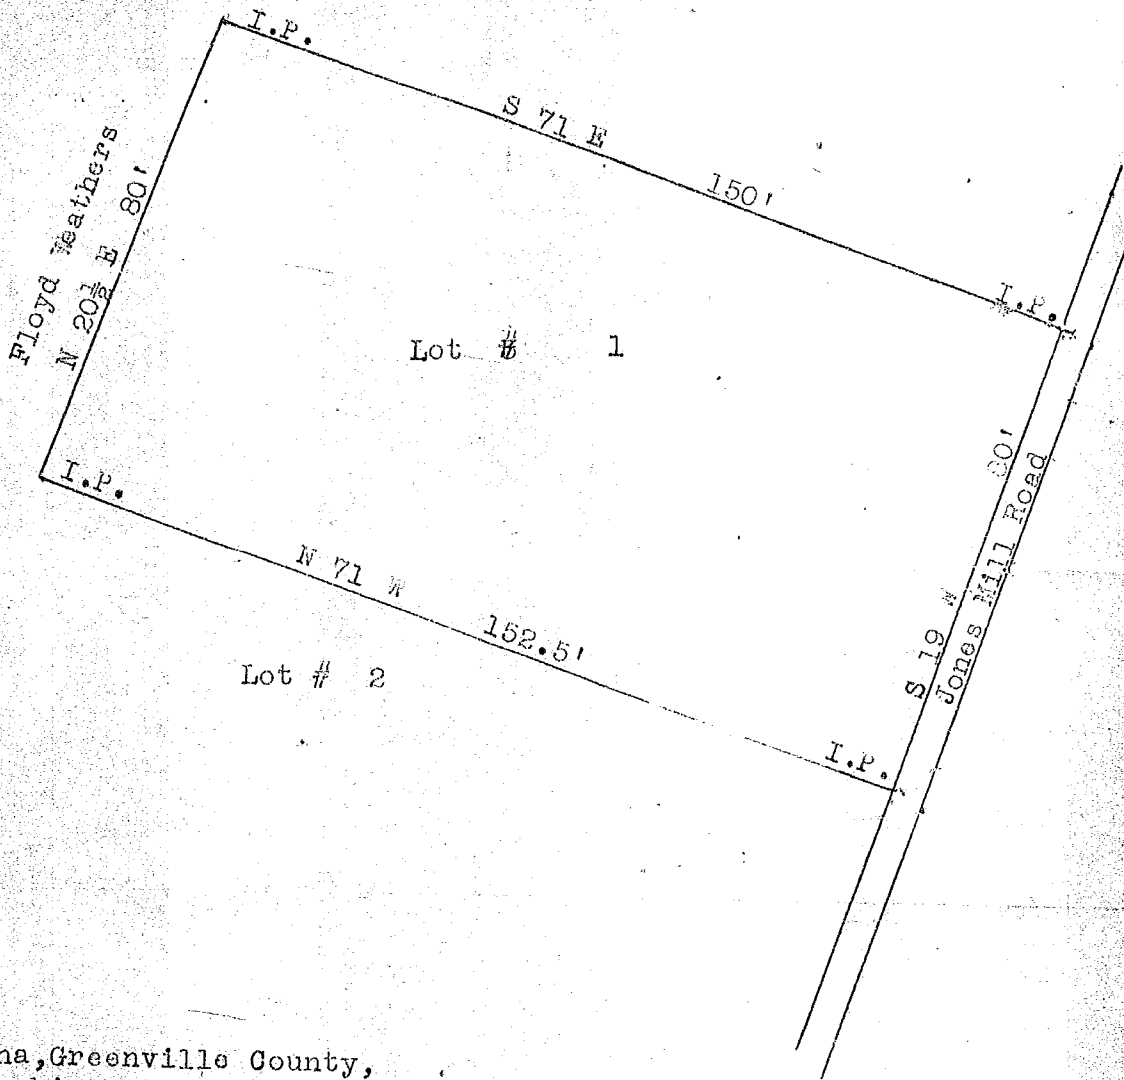 I.P.
S 71 E 150'
I.P.
Floyd Weathers
N 20½ E 80'
Lot # 1
80'
S 19 W
Jones Mill Road
I.P.
N 71 W 152.5'
Lot # 2
I.P.
na,Greenville County,